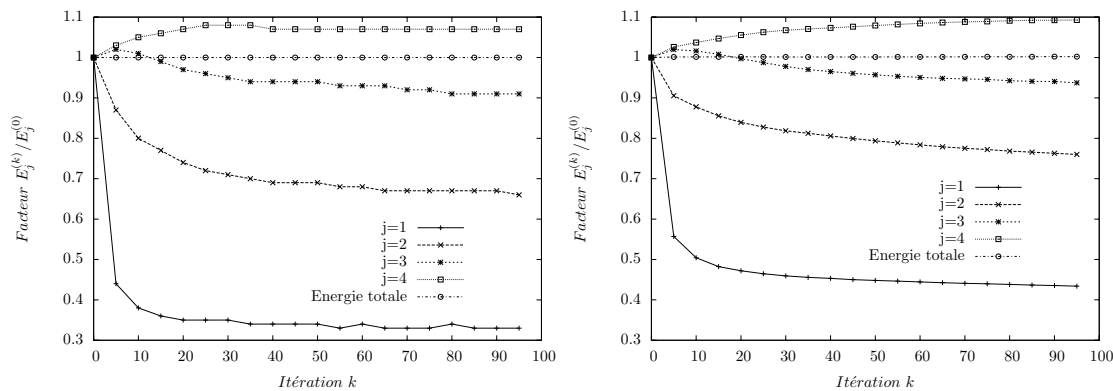 1.1
1
0.9
0.8
0.7
0.6
0.5
0.4
0.3
0 10 20 30 40 50 60 70 80 90 100
Facteur E_j^{(k)}/E_j^{(0)}
Itération k
j=1
j=2
j=3
j=4
Energie totale
1.1
1
0.9
0.8
0.7
0.6
0.5
0.4
0.3
0 10 20 30 40 50 60 70 80 90 100
Facteur E_j^{(k)}/E_j^{(0)}
Itération k
j=1
j=2
j=3
j=4
Energie totale